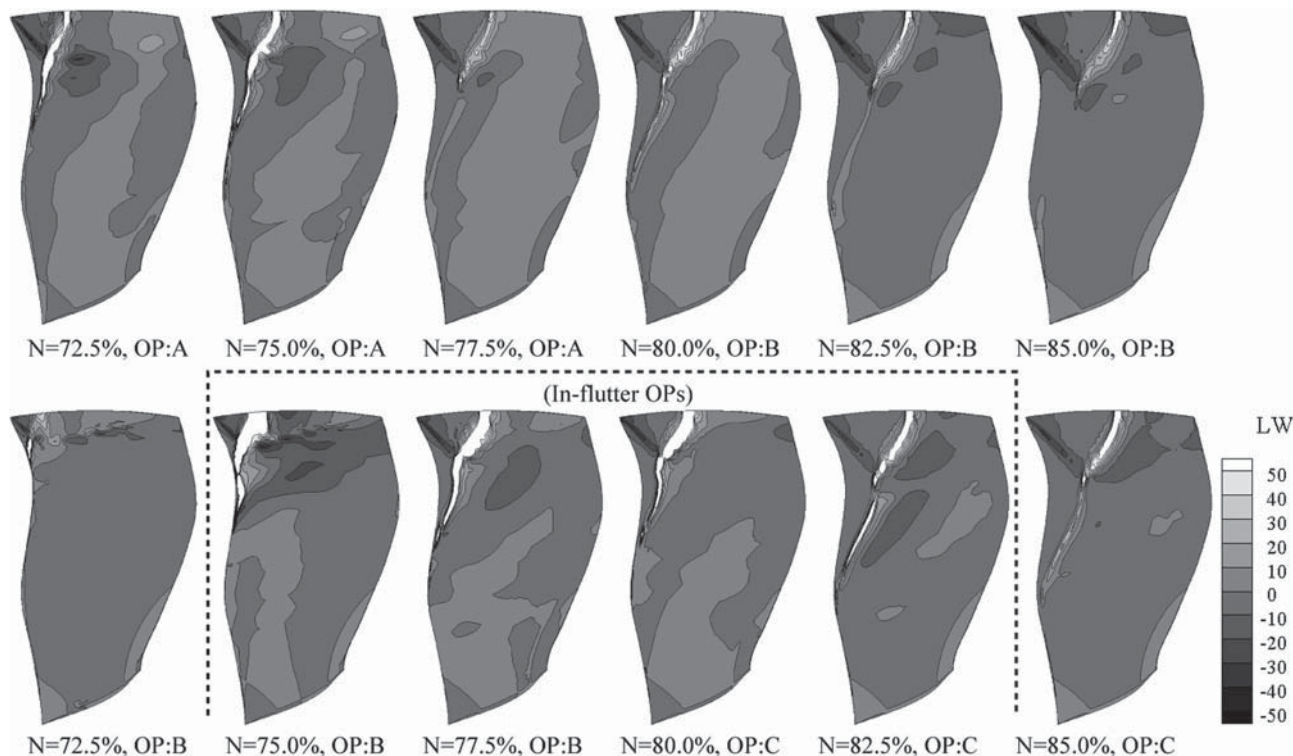 N=72.5%, OP:A N=75.0%, OP:A N=77.5%, OP:A N=80.0%, OP:B N=82.5%, OP:B N=85.0%, OP:B
(In-flutter OPs)
LW
50
40
30
20
10
0
-10
-20
-30
-40
-50
N=72.5%, OP:B N=75.0%, OP:B N=77.5%, OP:B N=80.0%, OP:C N=82.5%, OP:C N=85.0%, OP:C